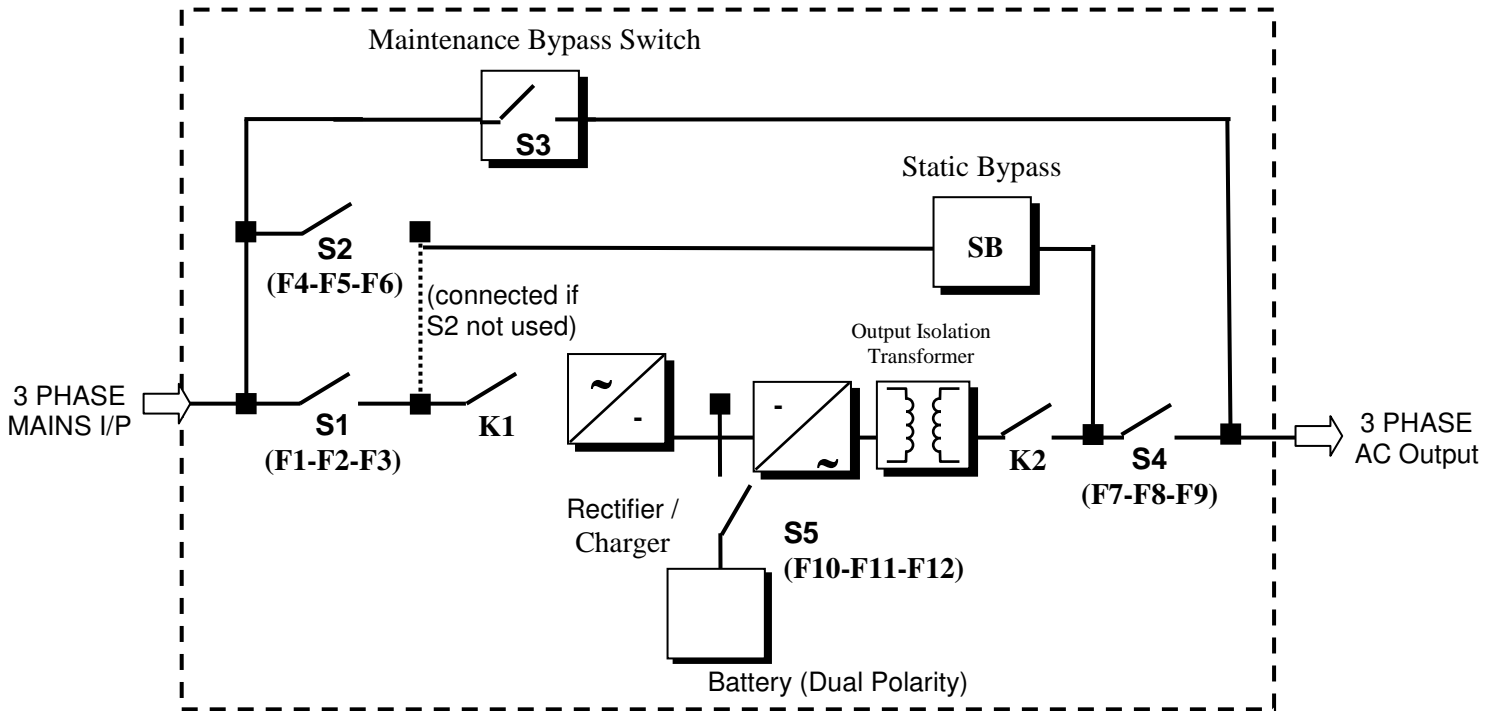 Maintenance Bypass Switch
S3
Static Bypass
SB
S2
(F4-F5-F6)
(connected if
S2 not used)
Output Isolation
Transformer
3 PHASE
MAINS I/P
S1
(F1-F2-F3)
K1
~
-
-
~
K2
S4
(F7-F8-F9)
3 PHASE
AC Output
Rectifier /
Charger
S5
(F10-F11-F12)
Battery (Dual Polarity)